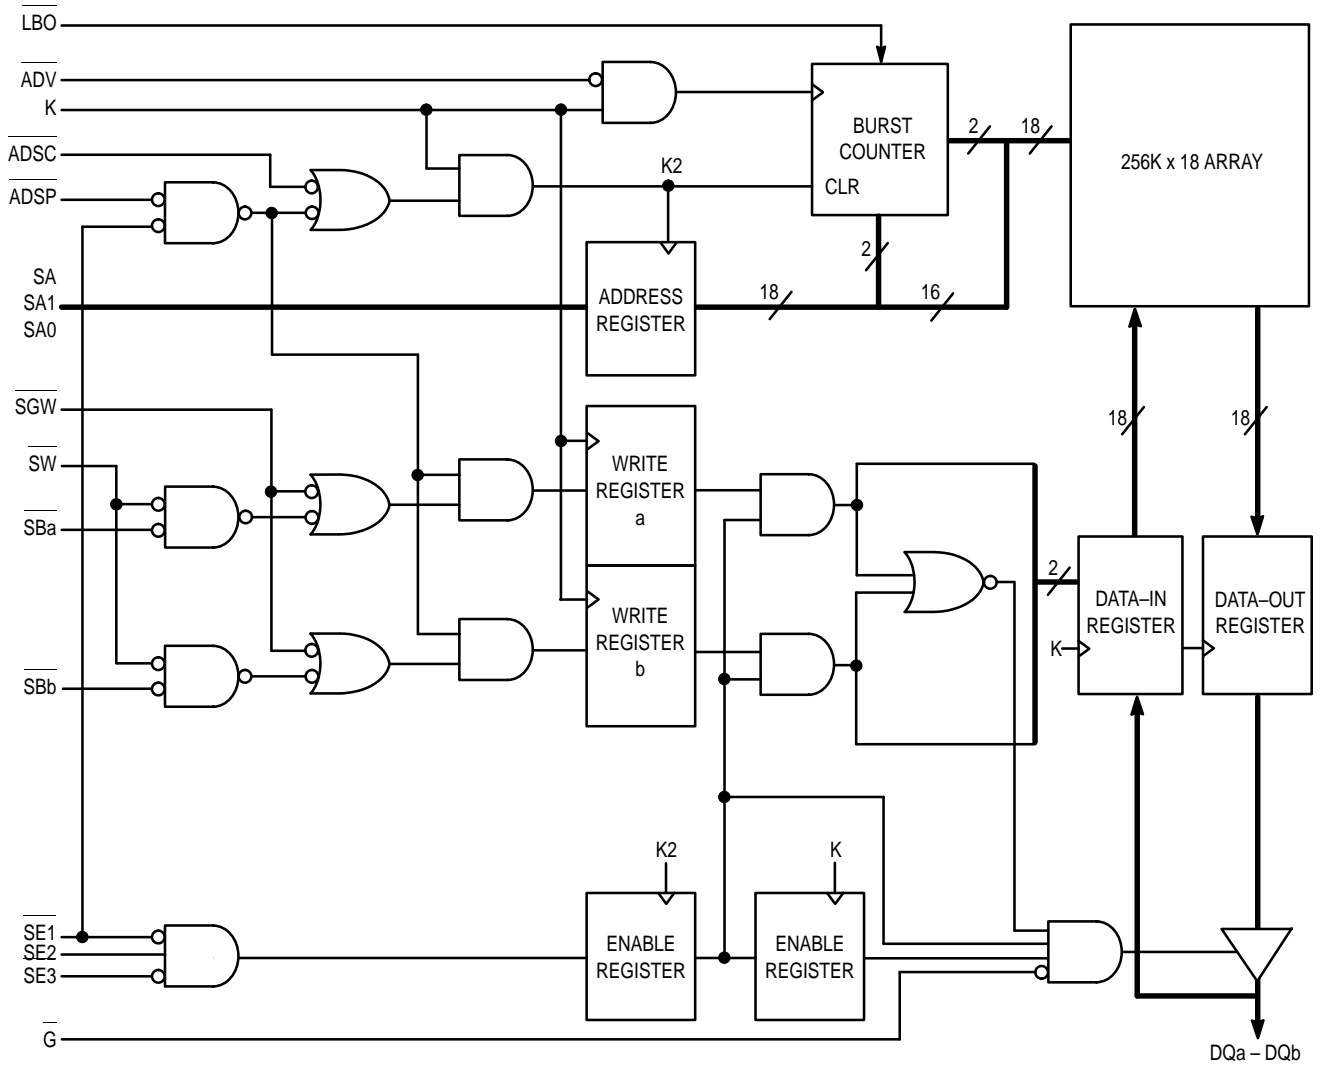 LBO
ADV
K
ADSC
ADSP
K2
BURST
COUNTER
CLR
2
18
256K x 18 ARRAY
2
SA
SA1
SA0
ADDRESS
REGISTER
18
16
SGW
SW
SBa
SBb
WRITE
REGISTER
a
WRITE
REGISTER
b
18
18
2
K
DATA–IN
REGISTER
DATA–OUT
REGISTER
K2
K
SE1
SE2
SE3
ENABLE
REGISTER
ENABLE
REGISTER
G
DQa – DQb